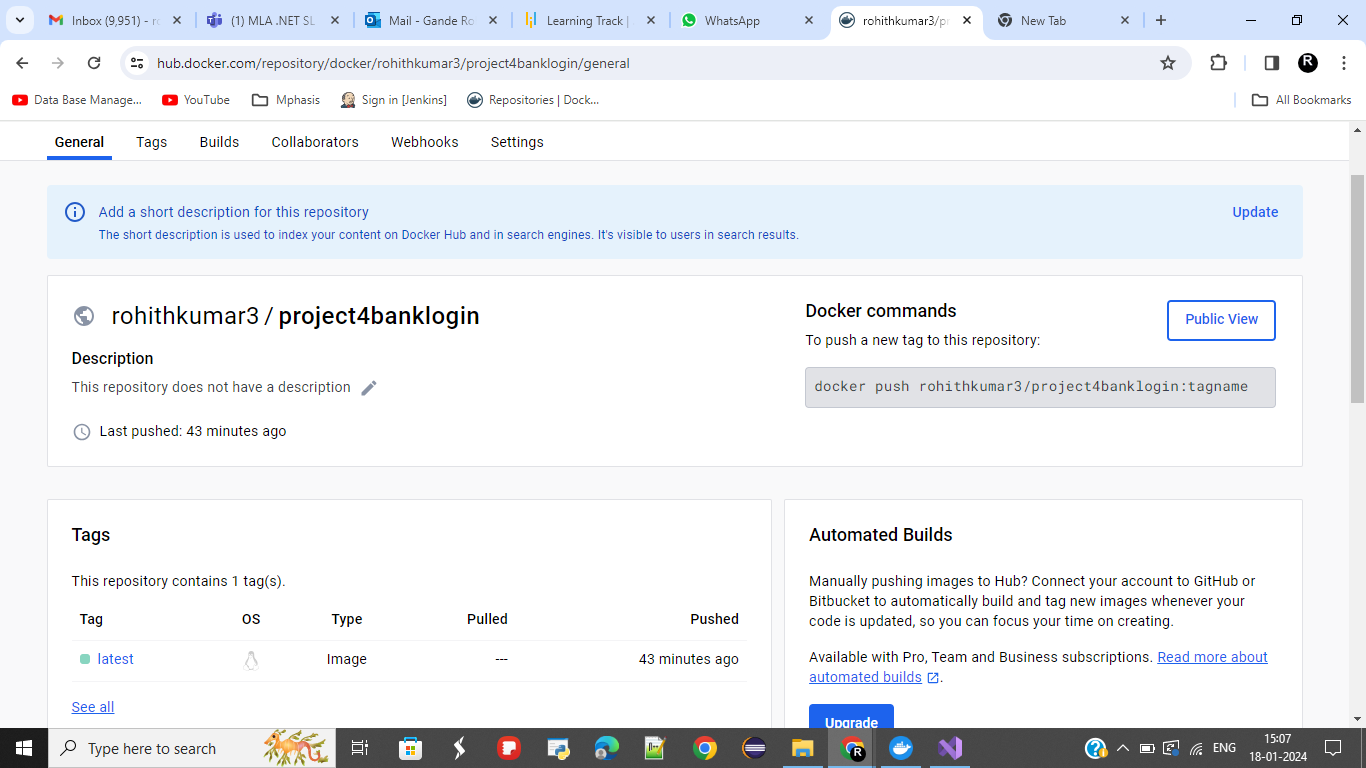 Inbox (9,951) - ro
(1) MLA .NET SL
Mail - Gande Ro
Learning Track |
WhatsApp
rohithkumar3/pr
New Tab
hub.docker.com/repository/docker/rohithkumar3/project4banklogin/general
R
Data Base Manage...
YouTube
Mphasis
Sign in [Jenkins]
Repositories | Dock...
All Bookmarks
General
Tags
Builds
Collaborators
Webhooks
Settings
Add a short description for this repository
Update
The short description is used to index your content on Docker Hub and in search engines. It's visible to users in search results.
rohithkumar3 / project4banklogin
Description
This repository does not have a description
Last pushed: 43 minutes ago
Docker commands
Public View
To push a new tag to this repository:
docker push rohithkumar3/project4banklogin:tagname
Tags
This repository contains 1 tag(s).
Tag OS Type Pulled Pushed
latest Image --- 43 minutes ago
See all
Automated Builds
Manually pushing images to Hub? Connect your account to GitHub or
Bitbucket to automatically build and tag new images whenever your
code is updated, so you can focus your time on creating.
Available with Pro, Team and Business subscriptions. Read more about
automated builds.
Upgrade
Type here to search
R
ENG
15:07
18-01-2024